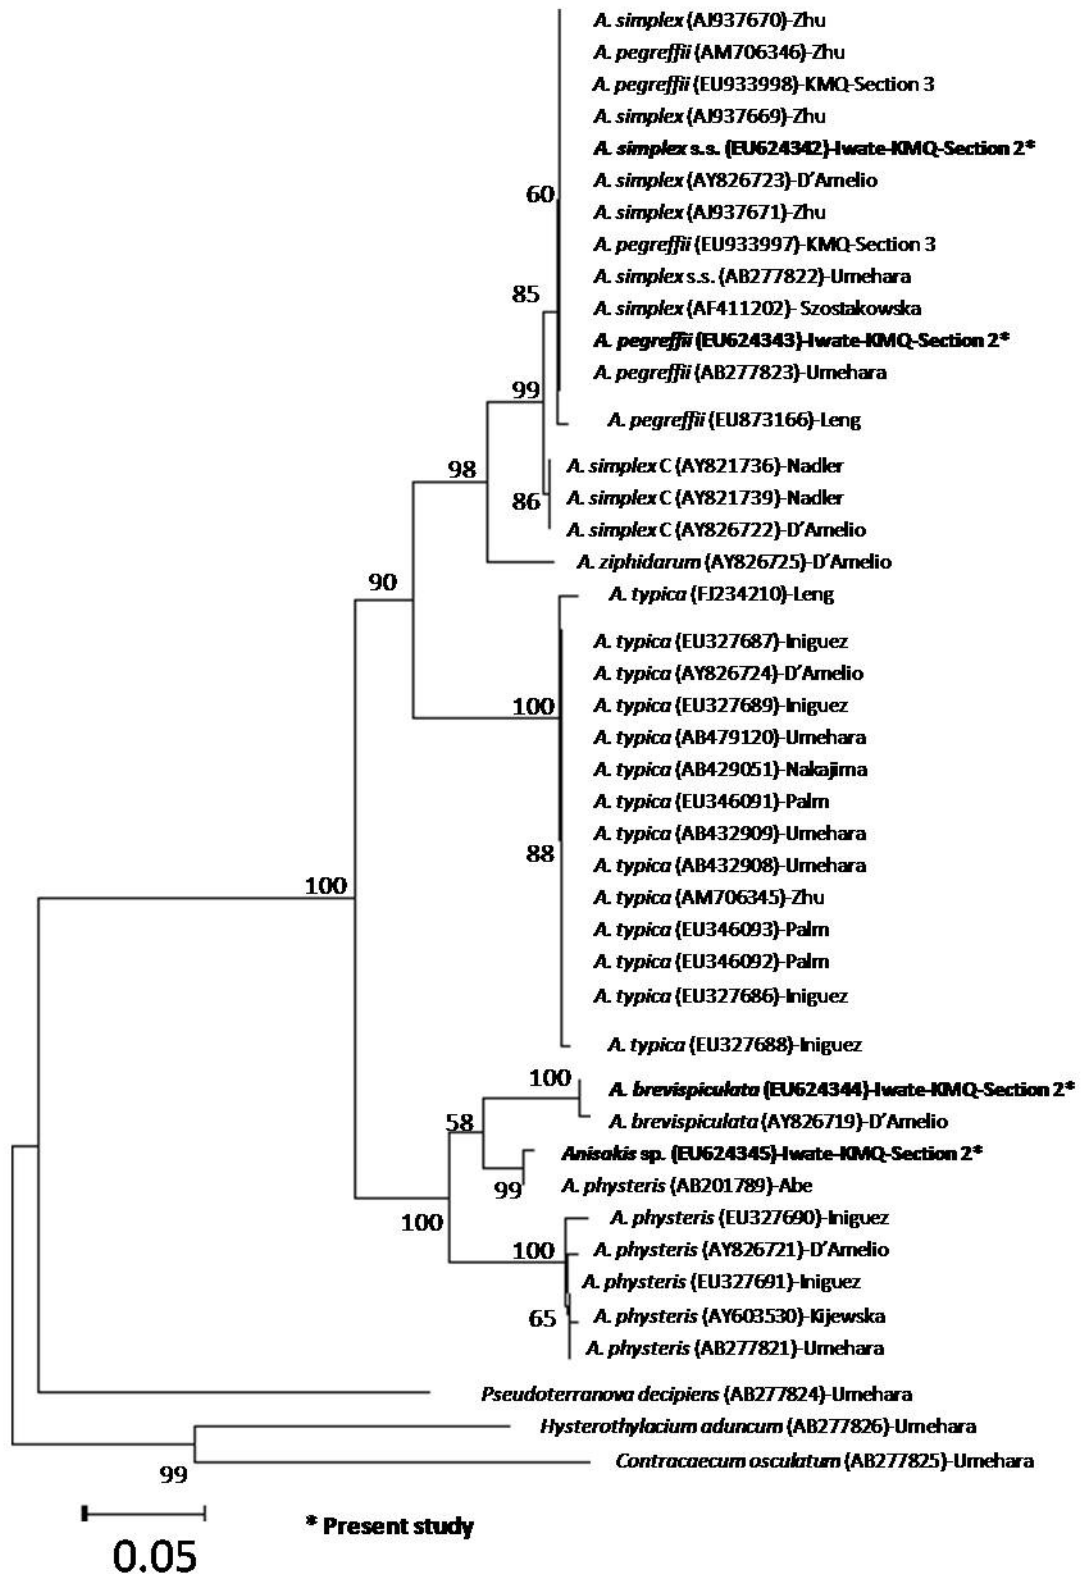 A. simplex (AJ937670)-Zhu
A. pegreffii (AM706346)-Zhu
A. pegreffii (EU933998)-KMQ-Section 3
A. simplex (AJ937669)-Zhu
A. simplex s.s. (EU624342)-Iwate-KMQ-Section 2*
60
A. simplex (AY826723)-D'Amelio
A. simplex (AJ937671)-Zhu
A. pegreffii (EU933997)-KMQ-Section 3
A. simplex s.s. (AB277822)-Umehara
85
A. simplex (AF411202)- Szostakowska
A. pegreffii (EU624343)-Iwate-KMQ-Section 2*
A. pegreffii (AB277823)-Umehara
99
A. pegreffii (EU873166)-Leng
98
A. simplex C (AY821736)-Nadler
86
A. simplex C (AY821739)-Nadler
A. simplex C (AY826722)-D'Amelio
A. ziphidarum (AY826725)-D'Amelio
90
A. typica (FJ234210)-Leng
A. typica (EU327687)-Iniguez
A. typica (AY826724)-D'Amelio
100
A. typica (EU327689)-Iniguez
A. typica (AB479120)-Umehara
A. typica (AB429051)-Nakajima
A. typica (EU346091)-Palm
A. typica (AB432909)-Umehara
88
A. typica (AB432908)-Umehara
100
A. typica (AM706345)-Zhu
A. typica (EU346093)-Palm
A. typica (EU346092)-Palm
A. typica (EU327686)-Iniguez
A. typica (EU327688)-Iniguez
100
A. brevispiculata (EU624344)-Iwate-KMQ-Section 2*
58
A. brevispiculata (AY826719)-D'Amelio
Anisakis sp. (EU624345)-Iwate-KMQ-Section 2*
99
A. physteris (AB201789)-Abe
100
A. physteris (EU327690)-Iniguez
100
A. physteris (AY826721)-D'Amelio
A. physteris (EU327691)-Iniguez
65
A. physteris (AY603530)-Kijewska
A. physteris (AB277821)-Umehara
Pseudoterranova decipiens (AB277824)-Umehara
Hysterothylacium aduncum (AB277826)-Umehara
99
Contracaecum osculatum (AB277825)-Umehara
* Present study
0.05